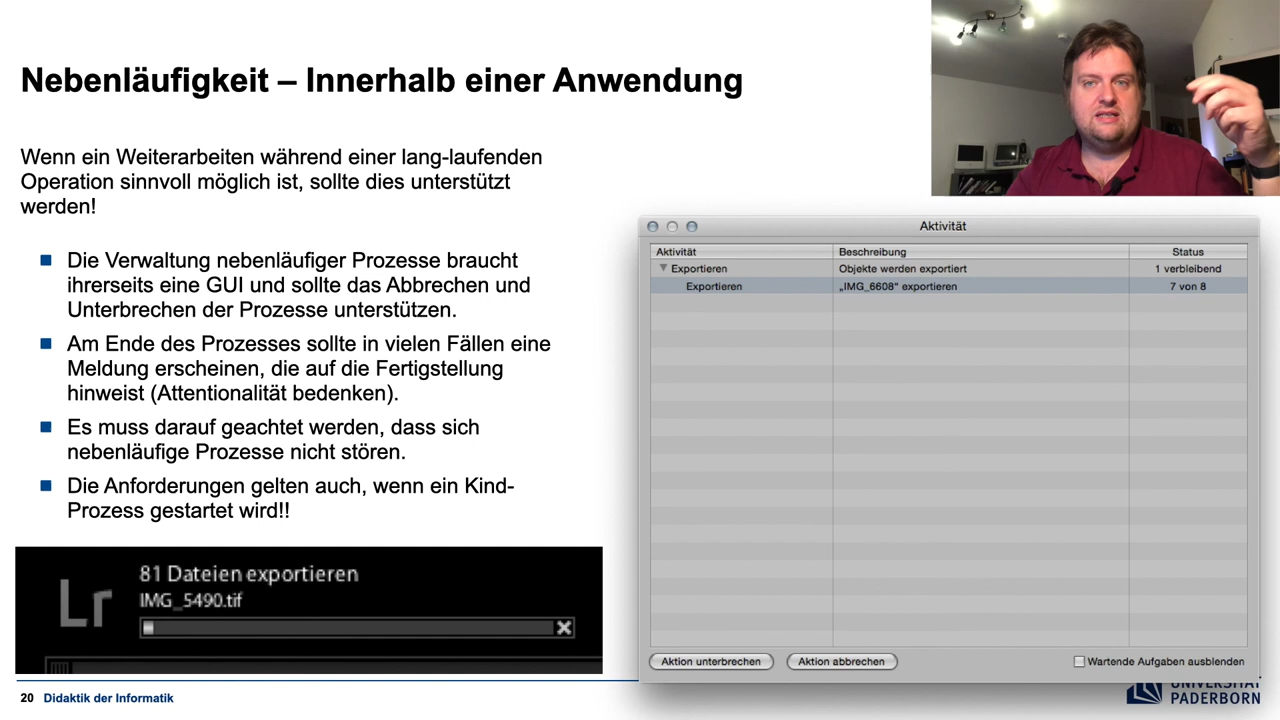 Nebenläufigkeit – Innerhalb einer Anwendung
Wenn ein Weiterarbeiten während einer lang-laufenden
Operation sinnvoll möglich ist, sollte dies unterstützt
werden!
Die Verwaltung nebenläufiger Prozesse braucht
ihrerseits eine GUI und sollte das Abbrechen und
Unterbrechen der Prozesse unterstützen.
Am Ende des Prozesses sollte in vielen Fällen eine
Meldung erscheinen, die auf die Fertigstellung
hinweist (Attentionalität bedenken).
Es muss darauf geachtet werden, dass sich
nebenläufige Prozesse nicht stören.
Die Anforderungen gelten auch, wenn ein Kind-
Prozess gestartet wird!!
Lr
81 Dateien exportieren
IMG_5490.tif
Aktivität
Aktivität Beschreibung Status
Exportieren Objekte werden exportiert 1 verbleibend
Exportieren „IMG_6608“ exportieren 7 von 8
Aktion unterbrechen Aktion abbrechen Wartende Aufgaben ausblenden
20 Didaktik der Informatik
UNIVERSITÄT
PADERBORN